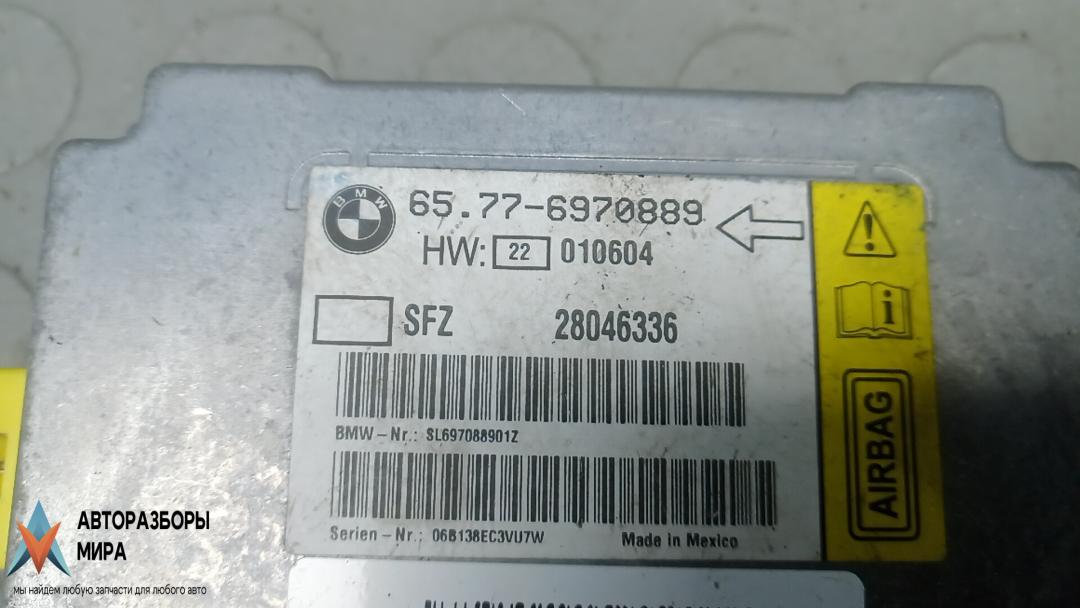 BMW
65.77-6970889
HW: 22 010604
SFZ 28046336
BMW-Nr.: SL697088901Z
Serien-Nr.: 06B138EC3VU7W Made in Mexico
AIRBAG
АВТОРАЗБОРЫ
МИРА
мы найдем любую запчасти для любого авто